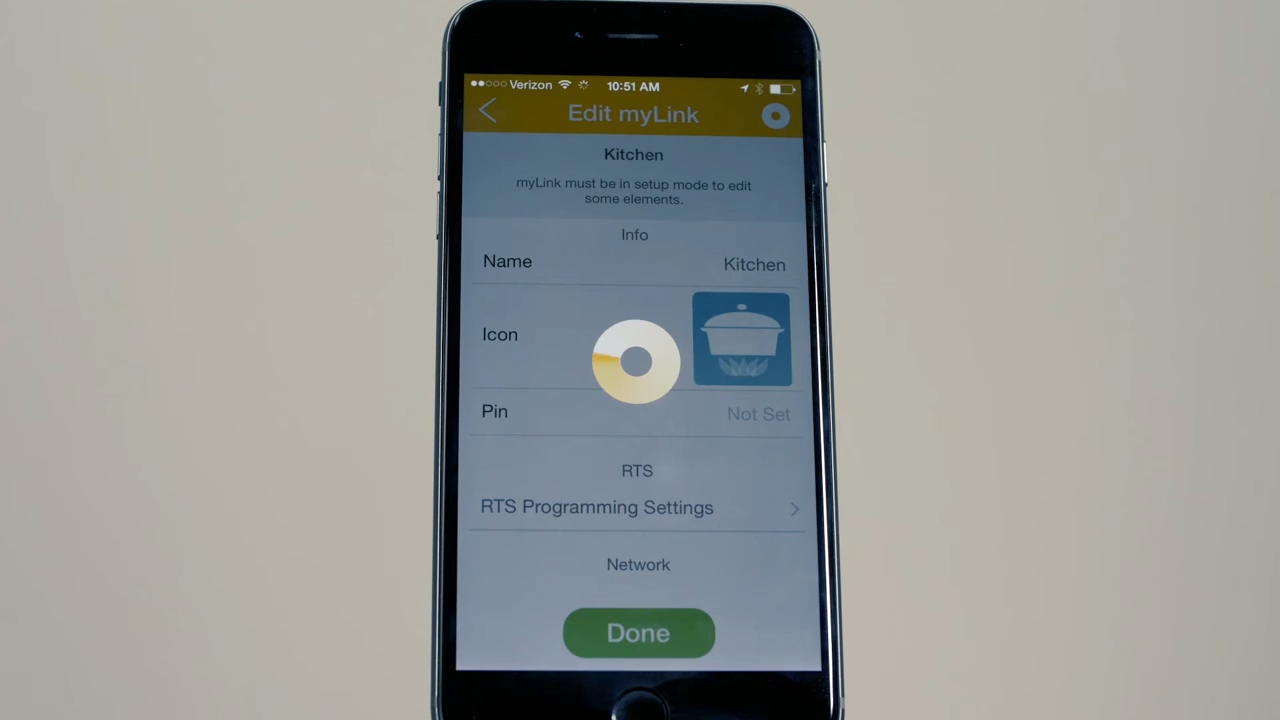 Verizon 10:51 AM
Edit myLink
Kitchen
myLink must be in setup mode to edit
some elements.
Info
Name Kitchen
Icon
Pin Not Set
RTS
RTS Programming Settings
Network
Done